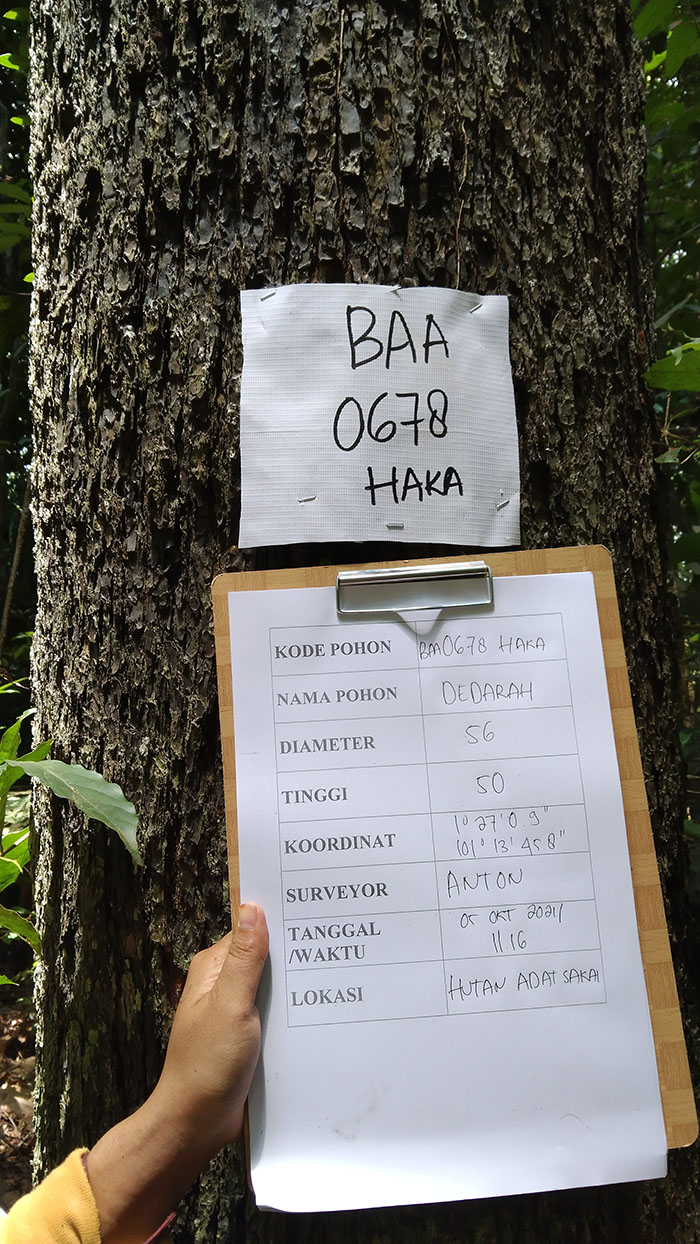 BAA
0678
HAKA
KODE POHON BAA0678 HAKA
NAMA POHON DEDARAH
DIAMETER 56
TINGGI 50
KOORDINAT 1° 27' 0.9"
101° 13' 45.8"
SURVEYOR ANTON
TANGGAL 05 OKT 2021/
/WAKTU 11 16
LOKASI HUTAN ADAT SAKAI